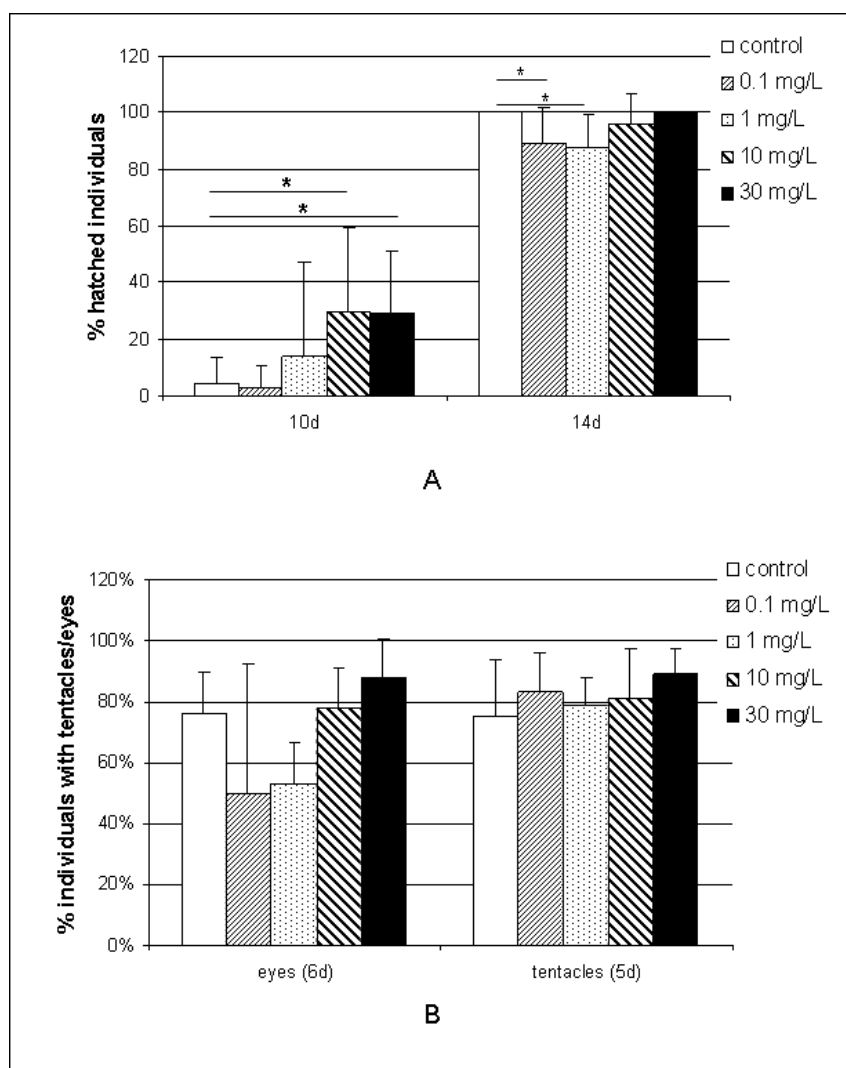 % hatched individuals
120
100
80
60
40
20
0
*
*
*
*
10d
14d
control
0.1 mg/L
1 mg/L
10 mg/L
30 mg/L
A
% individuals with tentacles/eyes
120%
100%
80%
60%
40%
20%
0%
eyes (6d)
tentacles (5d)
control
0.1 mg/L
1 mg/L
10 mg/L
30 mg/L
B